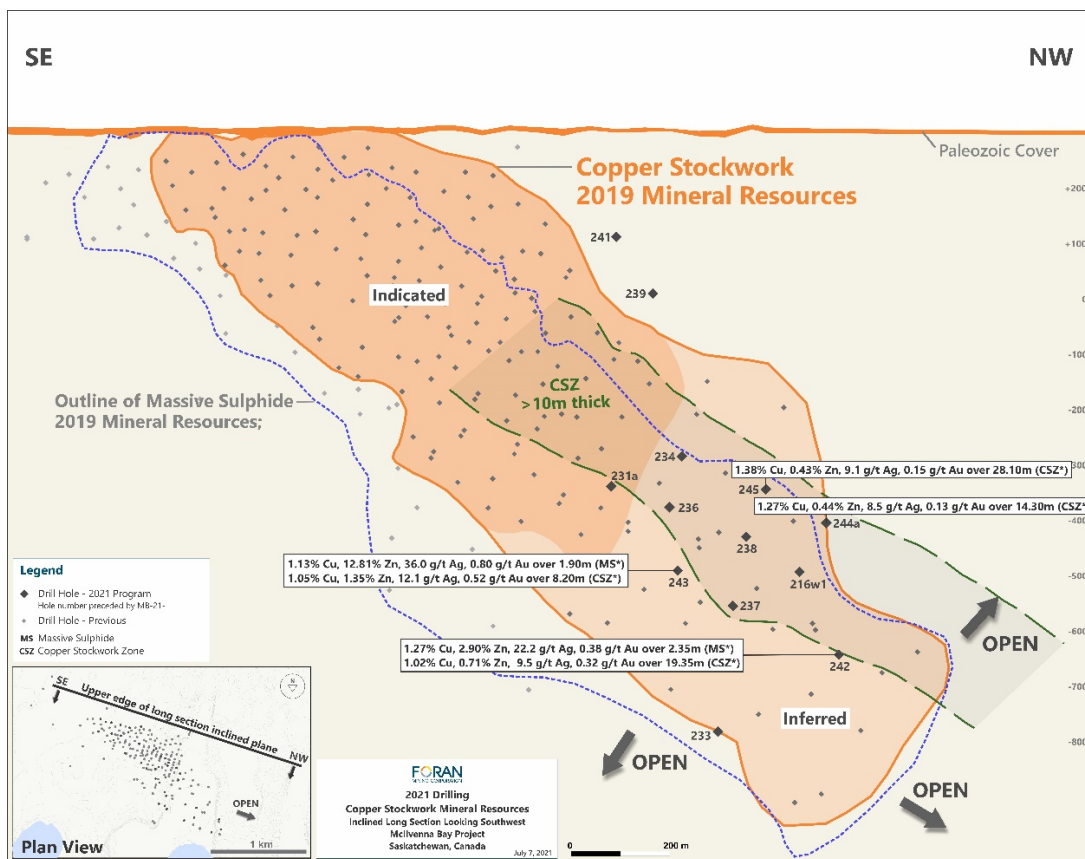 SE
NW
Paleozoic Cover
Copper Stockwork
2019 Mineral Resources
+200
+100
0
-100
-200
-300
-400
-500
-600
-700
-800
241
239
Indicated
CSZ
>10m thick
Outline of Massive Sulphide
2019 Mineral Resources;
234
231a
236
1.38% Cu, 0.43% Zn, 9.1 g/t Ag, 0.15 g/t Au over 28.10m (CSZ*)
245
1.27% Cu, 0.44% Zn, 8.5 g/t Ag, 0.13 g/t Au over 14.30m (CSZ*
244a
238
1.13% Cu, 12.81% Zn, 36.0 g/t Ag, 0.80 g/t Au over 1.90m (MS*)
1.05% Cu, 1.35% Zn, 12.1 g/t Ag, 0.52 g/t Au over 8.20m (CSZ*)
243
216w1
237
OPEN
1.27% Cu, 2.90% Zn, 22.2 g/t Ag, 0.38 g/t Au over 2.35m (MS*)
1.02% Cu, 0.71% Zn, 9.5 g/t Ag, 0.32 g/t Au over 19.35m (CSZ*)
242
Inferred
233
OPEN
OPEN
Legend
Drill Hole - 2021 Program
Hole number preceded by MB-21-
Drill Hole - Previous
MS Massive Sulphide
CSZ Copper Stockwork Zone
SE
Upper edge of long section inclined plane
NW
N
OPEN
Plan View
1 km
FORAN
MINING CORPORATION
2021 Drilling
Copper Stockwork Mineral Resources
Inclined Long Section Looking Southwest
McIlvenna Bay Project
Saskatchewan, Canada
July 7, 2021
0
200 m